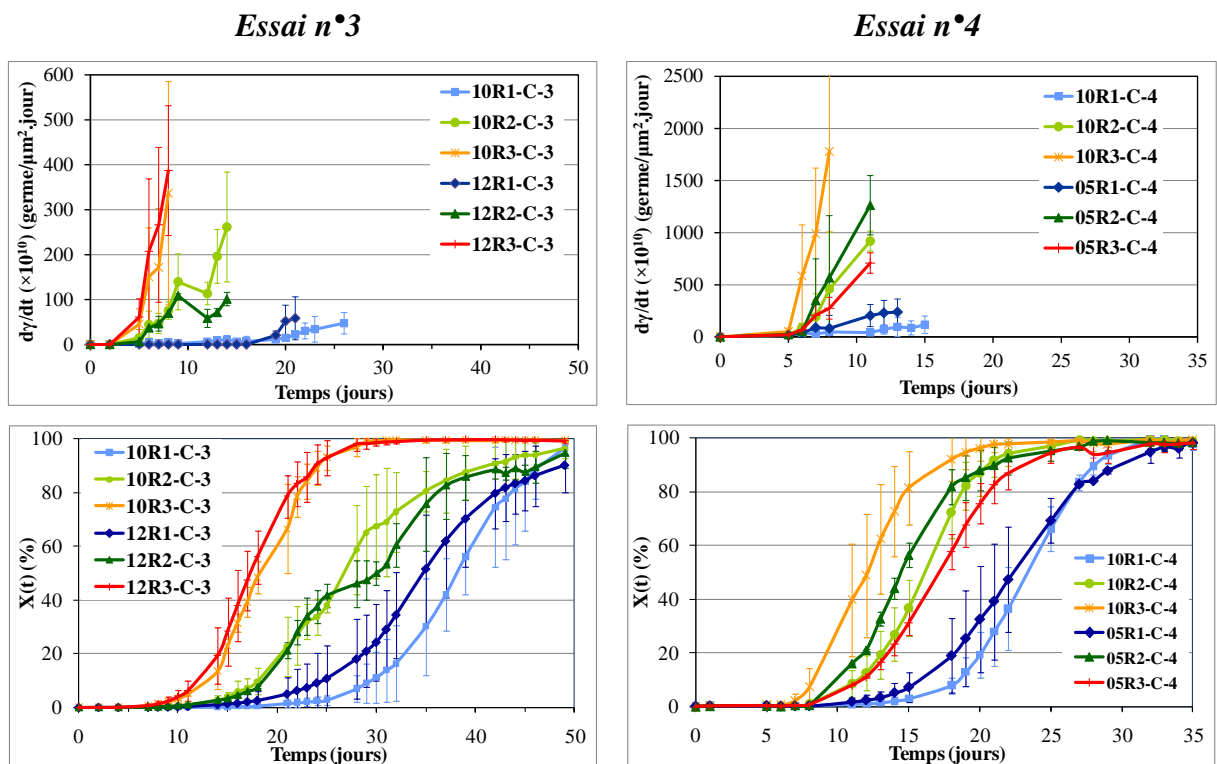 Essai n°3
Essai n°4
dγ/dt (×10¹⁰) (germe/µm².jour)
600
500
400
300
200
100
0
0 10 20 30 40 50
Temps (jours)
10R1-C-3
10R2-C-3
10R3-C-3
12R1-C-3
12R2-C-3
12R3-C-3
dγ/dt (×10¹⁰) (germe/µm².jour)
2500
2000
1500
1000
500
0
0 5 10 15 20 25 30 35
Temps (jours)
10R1-C-4
10R2-C-4
10R3-C-4
05R1-C-4
05R2-C-4
05R3-C-4
X(t) (%)
100
80
60
40
20
0
0 10 20 30 40 50
Temps (jours)
10R1-C-3
10R2-C-3
10R3-C-3
12R1-C-3
12R2-C-3
12R3-C-3
X(t) (%)
100
80
60
40
20
0
0 5 10 15 20 25 30 35
Temps (jours)
10R1-C-4
10R2-C-4
10R3-C-4
05R1-C-4
05R2-C-4
05R3-C-4